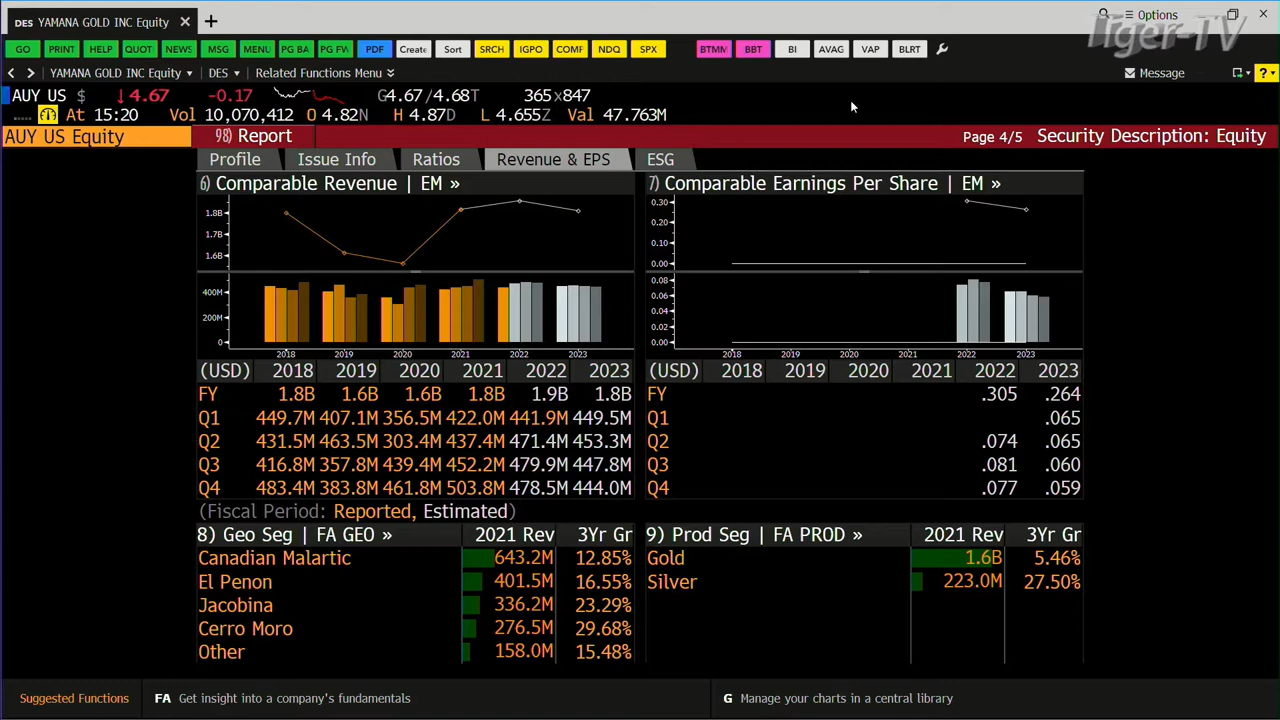 DES YAMANA GOLD INC Equity × + Options
Tiger-TV
GO PRINT HELP QUOT NEWS MSG MENU PG BA PG FW PDF Create Sort SRCH IGPO COMF NDQ SPX BTMM BBT BI AVAG VAP BLRT
< > YAMANA GOLD INC Equity DES Related Functions Menu Message ?
AUY US $ ↓4.67 -0.17 G4.67/4.68T 365x847
At 15:20 Vol 10,070,412 O 4.82N H 4.87D L 4.655Z Val 47.763M
AUY US Equity 98) Report Page 4/5 Security Description: Equity
Profile Issue Info Ratios Revenue & EPS ESG
6) Comparable Revenue | EM » 7) Comparable Earnings Per Share | EM »
1.8B
1.7B
1.6B
400M
200M
0
2018 2019 2020 2021 2022 2023
0.30
0.20
0.10
0.00
0.08
0.06
0.04
0.02
0.00
2018 2019 2020 2021 2022 2023
(USD) 2018 2019 2020 2021 2022 2023
FY 1.8B 1.6B 1.6B 1.8B 1.9B 1.8B
Q1 449.7M 407.1M 356.5M 422.0M 441.9M 449.5M
Q2 431.5M 463.5M 303.4M 437.4M 471.4M 453.3M
Q3 416.8M 357.8M 439.4M 452.2M 479.9M 447.8M
Q4 483.4M 383.8M 461.8M 503.8M 478.5M 444.0M
(USD) 2018 2019 2020 2021 2022 2023
FY .305 .264
Q1 .065
Q2 .074 .065
Q3 .081 .060
Q4 .077 .059
(Fiscal Period: Reported, Estimated)
8) Geo Seg | FA GEO » 2021 Rev 3Yr Gr
Canadian Malartic 643.2M 12.85%
El Penon 401.5M 16.55%
Jacobina 336.2M 23.29%
Cerro Moro 276.5M 29.68%
Other 158.0M 15.48%
9) Prod Seg | FA PROD » 2021 Rev 3Yr Gr
Gold 1.6B 5.46%
Silver 223.0M 27.50%
Suggested Functions FA Get insight into a company's fundamentals G Manage your charts in a central library